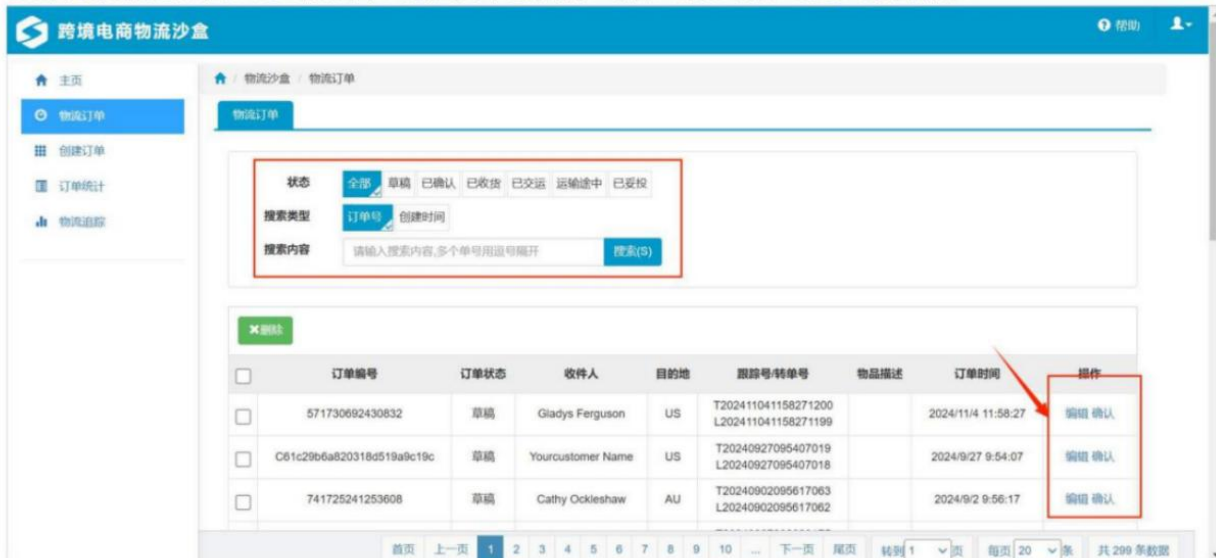 跨境电商物流沙盒
帮助
主页
物流订单
创建订单
订单统计
物流追踪
/ 物流沙盒 / 物流订单
物流订单
状态 全部 草稿 已确认 已收货 已交运 运输途中 已妥投
搜索类型 订单号 创建时间
搜索内容 请输入搜索内容,多个单号用逗号隔开 搜索(S)
删除
订单编号 订单状态 收件人 目的地 跟踪号/转单号 物品描述 订单时间 操作
571730692430832 草稿 Gladys Ferguson US T202411041158271200 2024/11/4 11:58:27 编辑 确认
L202411041158271199
C61c29b6a820318d519a9c19c 草稿 Yourcustomer Name US T20240927095407019 2024/9/27 9:54:07 编辑 确认
L20240927095407018
741725241253608 草稿 Cathy Ockleshaw AU T20240902095617063 2024/9/2 9:56:17 编辑 确认
L20240902095617062
首页 上一页 1 2 3 4 5 6 7 8 9 10 ... 下一页 尾页 转到 1 页 每页 20 条 共 299 条数据